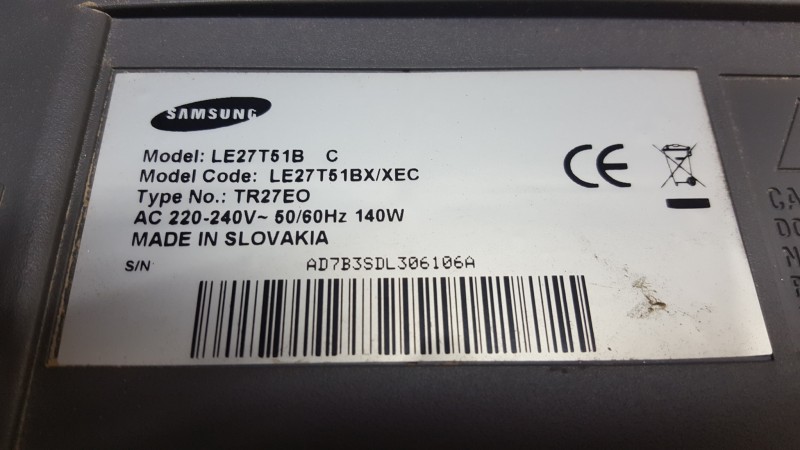 SAMSUNG
Model: LE27T51B C
Model Code: LE27T51BX/XEC
Type No.: TR27EO
AC 220-240V~ 50/60Hz 140W
MADE IN SLOVAKIA
S/N AD7B3SDL306106A
CE